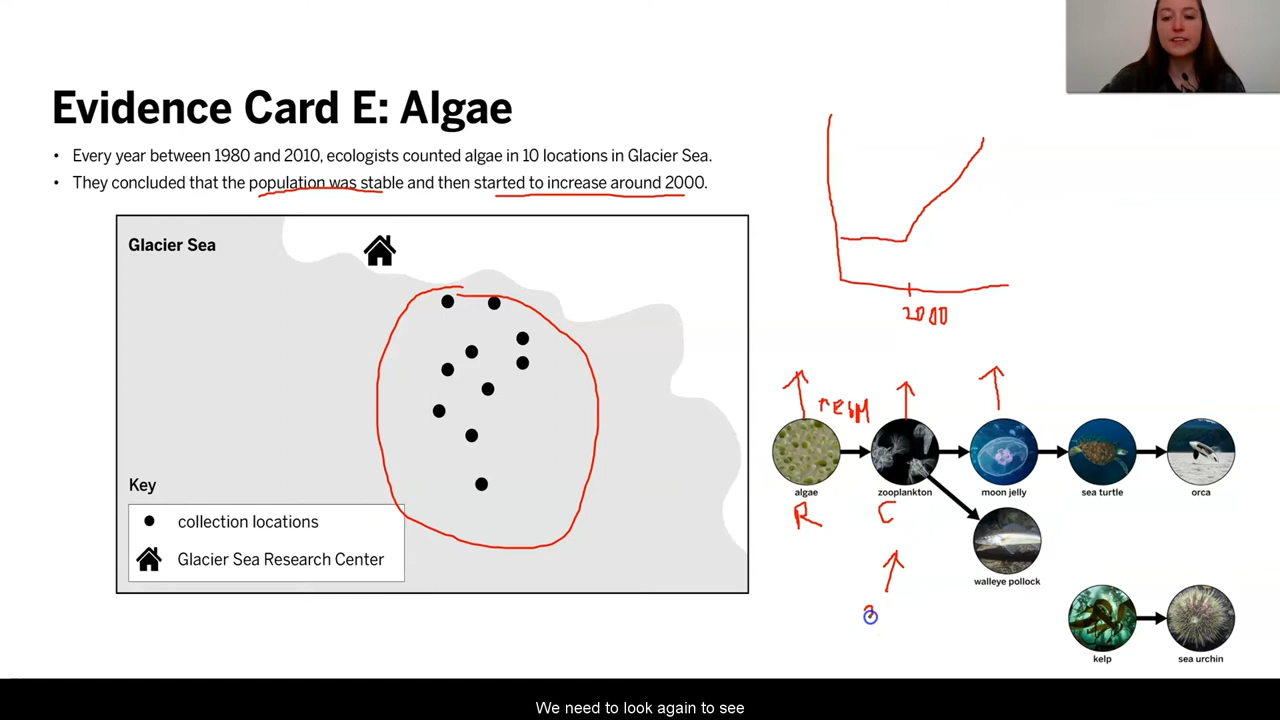 Evidence Card E: Algae
• Every year between 1980 and 2010, ecologists counted algae in 10 locations in Glacier Sea.
• They concluded that the population was stable and then started to increase around 2000.
Glacier Sea
Key
collection locations
Glacier Sea Research Center
2000
algae
zooplankton
moon jelly
sea turtle
orca
R
C
walleye pollock
?
kelp
sea urchin
We need to look again to see